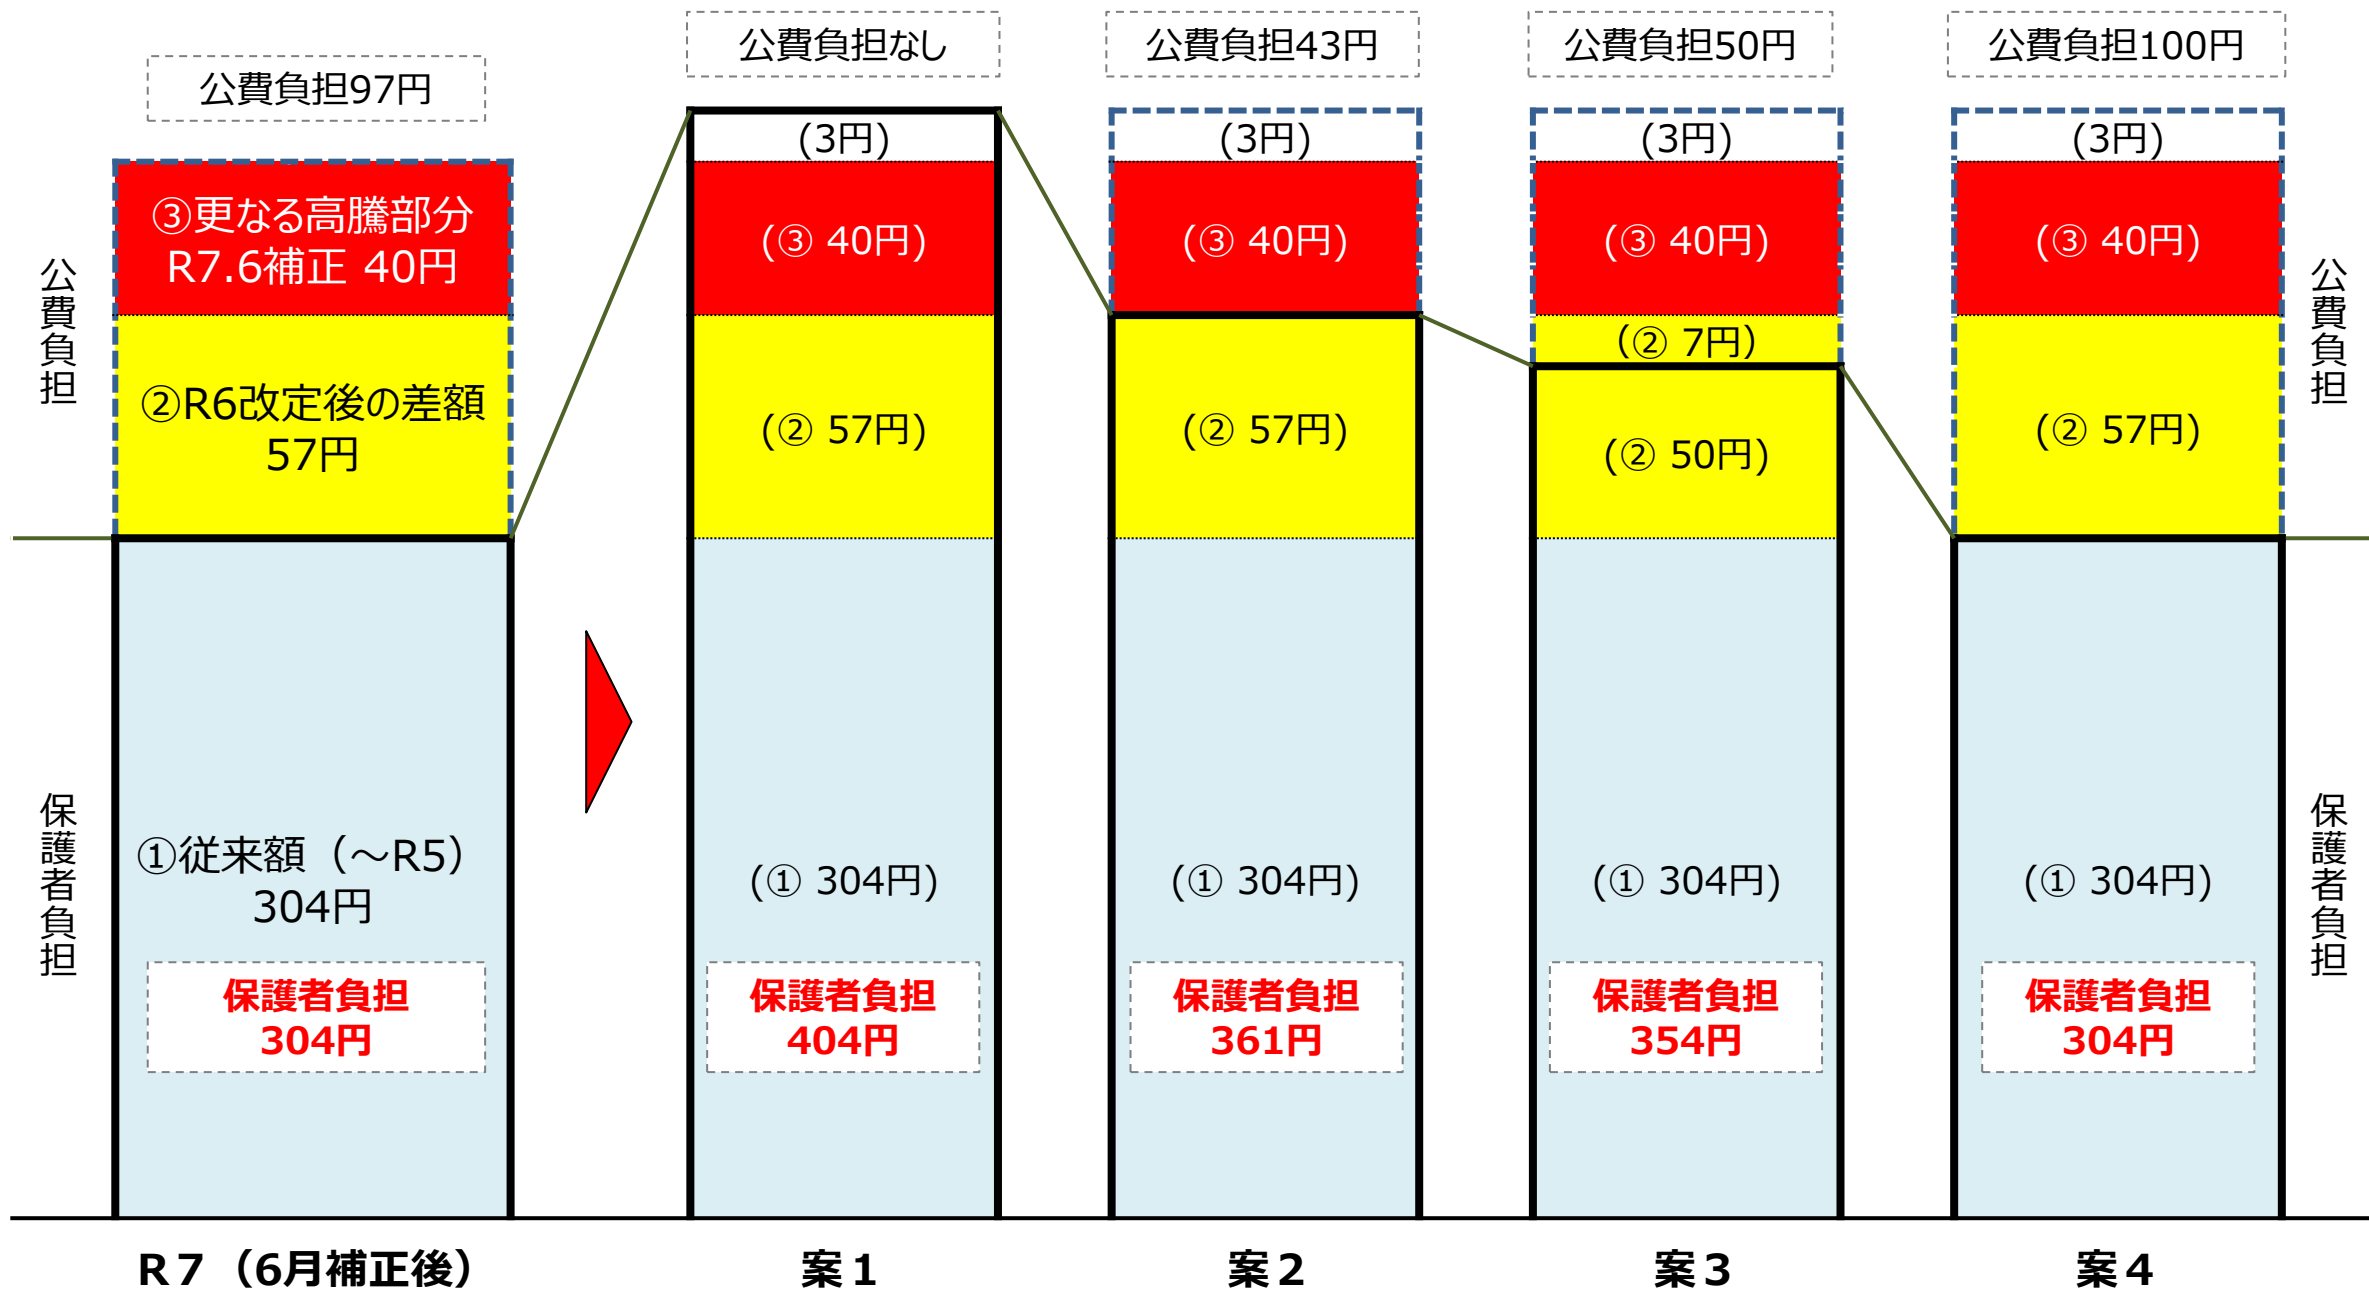 公費負担97円
公費負担なし
公費負担43円
公費負担50円
公費負担100円
公費負担
保護者負担
③更なる高騰部分
R7.6補正 40円
②R6改定後の差額
57円
①従来額（～R5）
304円
保護者負担
304円
R７（6月補正後）
(3円)
(③ 40円)
(② 57円)
(① 304円)
保護者負担
404円
案１
(3円)
(③ 40円)
(② 57円)
(① 304円)
保護者負担
361円
案２
(3円)
(③ 40円)
(② 7円)
(② 50円)
(① 304円)
保護者負担
354円
案３
(3円)
(③ 40円)
(② 57円)
(① 304円)
保護者負担
304円
案４
公費負担
保護者負担